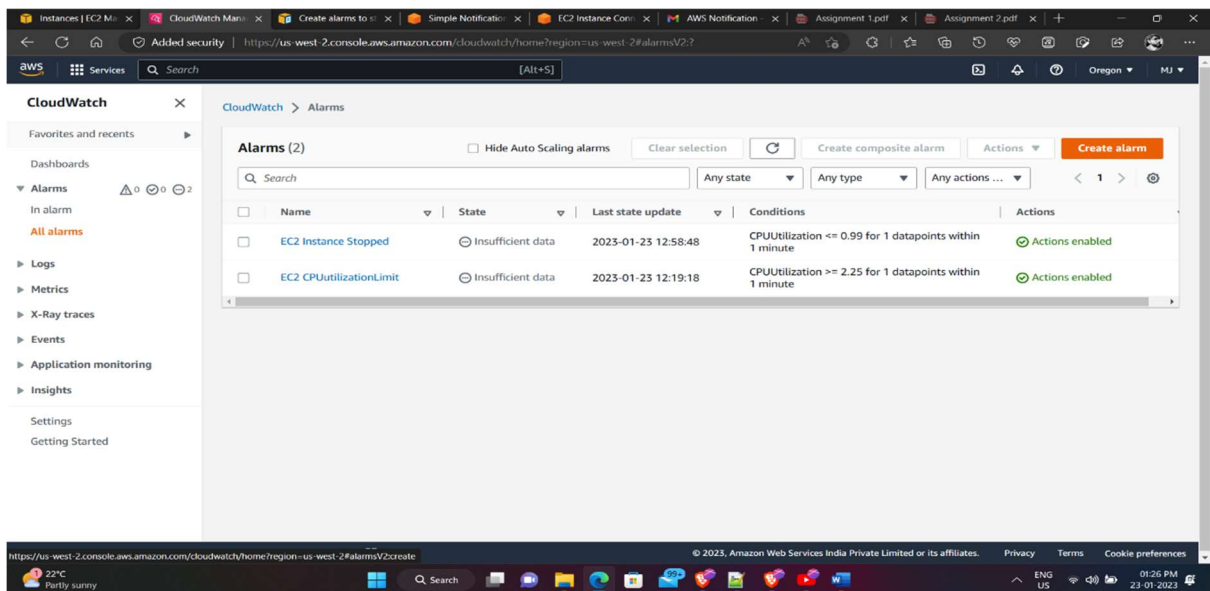 Instances | EC2 Ma
CloudWatch Mana
Create alarms to st
Simple Notification
EC2 Instance Conn
AWS Notification -
Assignment 1.pdf
Assignment 2.pdf
Added security
https://us-west-2.console.aws.amazon.com/cloudwatch/home?region=us-west-2#alarmsV2:?
aws
Services
Search
[Alt+S]
Oregon
MJ
CloudWatch
Favorites and recents
Dashboards
Alarms
0
0
2
In alarm
All alarms
Logs
Metrics
X-Ray traces
Events
Application monitoring
Insights
Settings
Getting Started
CloudWatch > Alarms
Alarms (2)
Hide Auto Scaling alarms
Clear selection
Create composite alarm
Actions
Create alarm
Search
Any state
Any type
Any actions ...
1
Name
State
Last state update
Conditions
Actions
EC2 Instance Stopped
Insufficient data
2023-01-23 12:58:48
CPUUtilization <= 0.99 for 1 datapoints within
1 minute
Actions enabled
EC2 CPUutilizationLimit
Insufficient data
2023-01-23 12:19:18
CPUUtilization >= 2.25 for 1 datapoints within
1 minute
Actions enabled
https://us-west-2.console.aws.amazon.com/cloudwatch/home?region=us-west-2#alarmsV2:create
© 2023, Amazon Web Services India Private Limited or its affiliates.
Privacy
Terms
Cookie preferences
1
22°C
Partly sunny
Search
99+
ENG
US
01:26 PM
23-01-2023